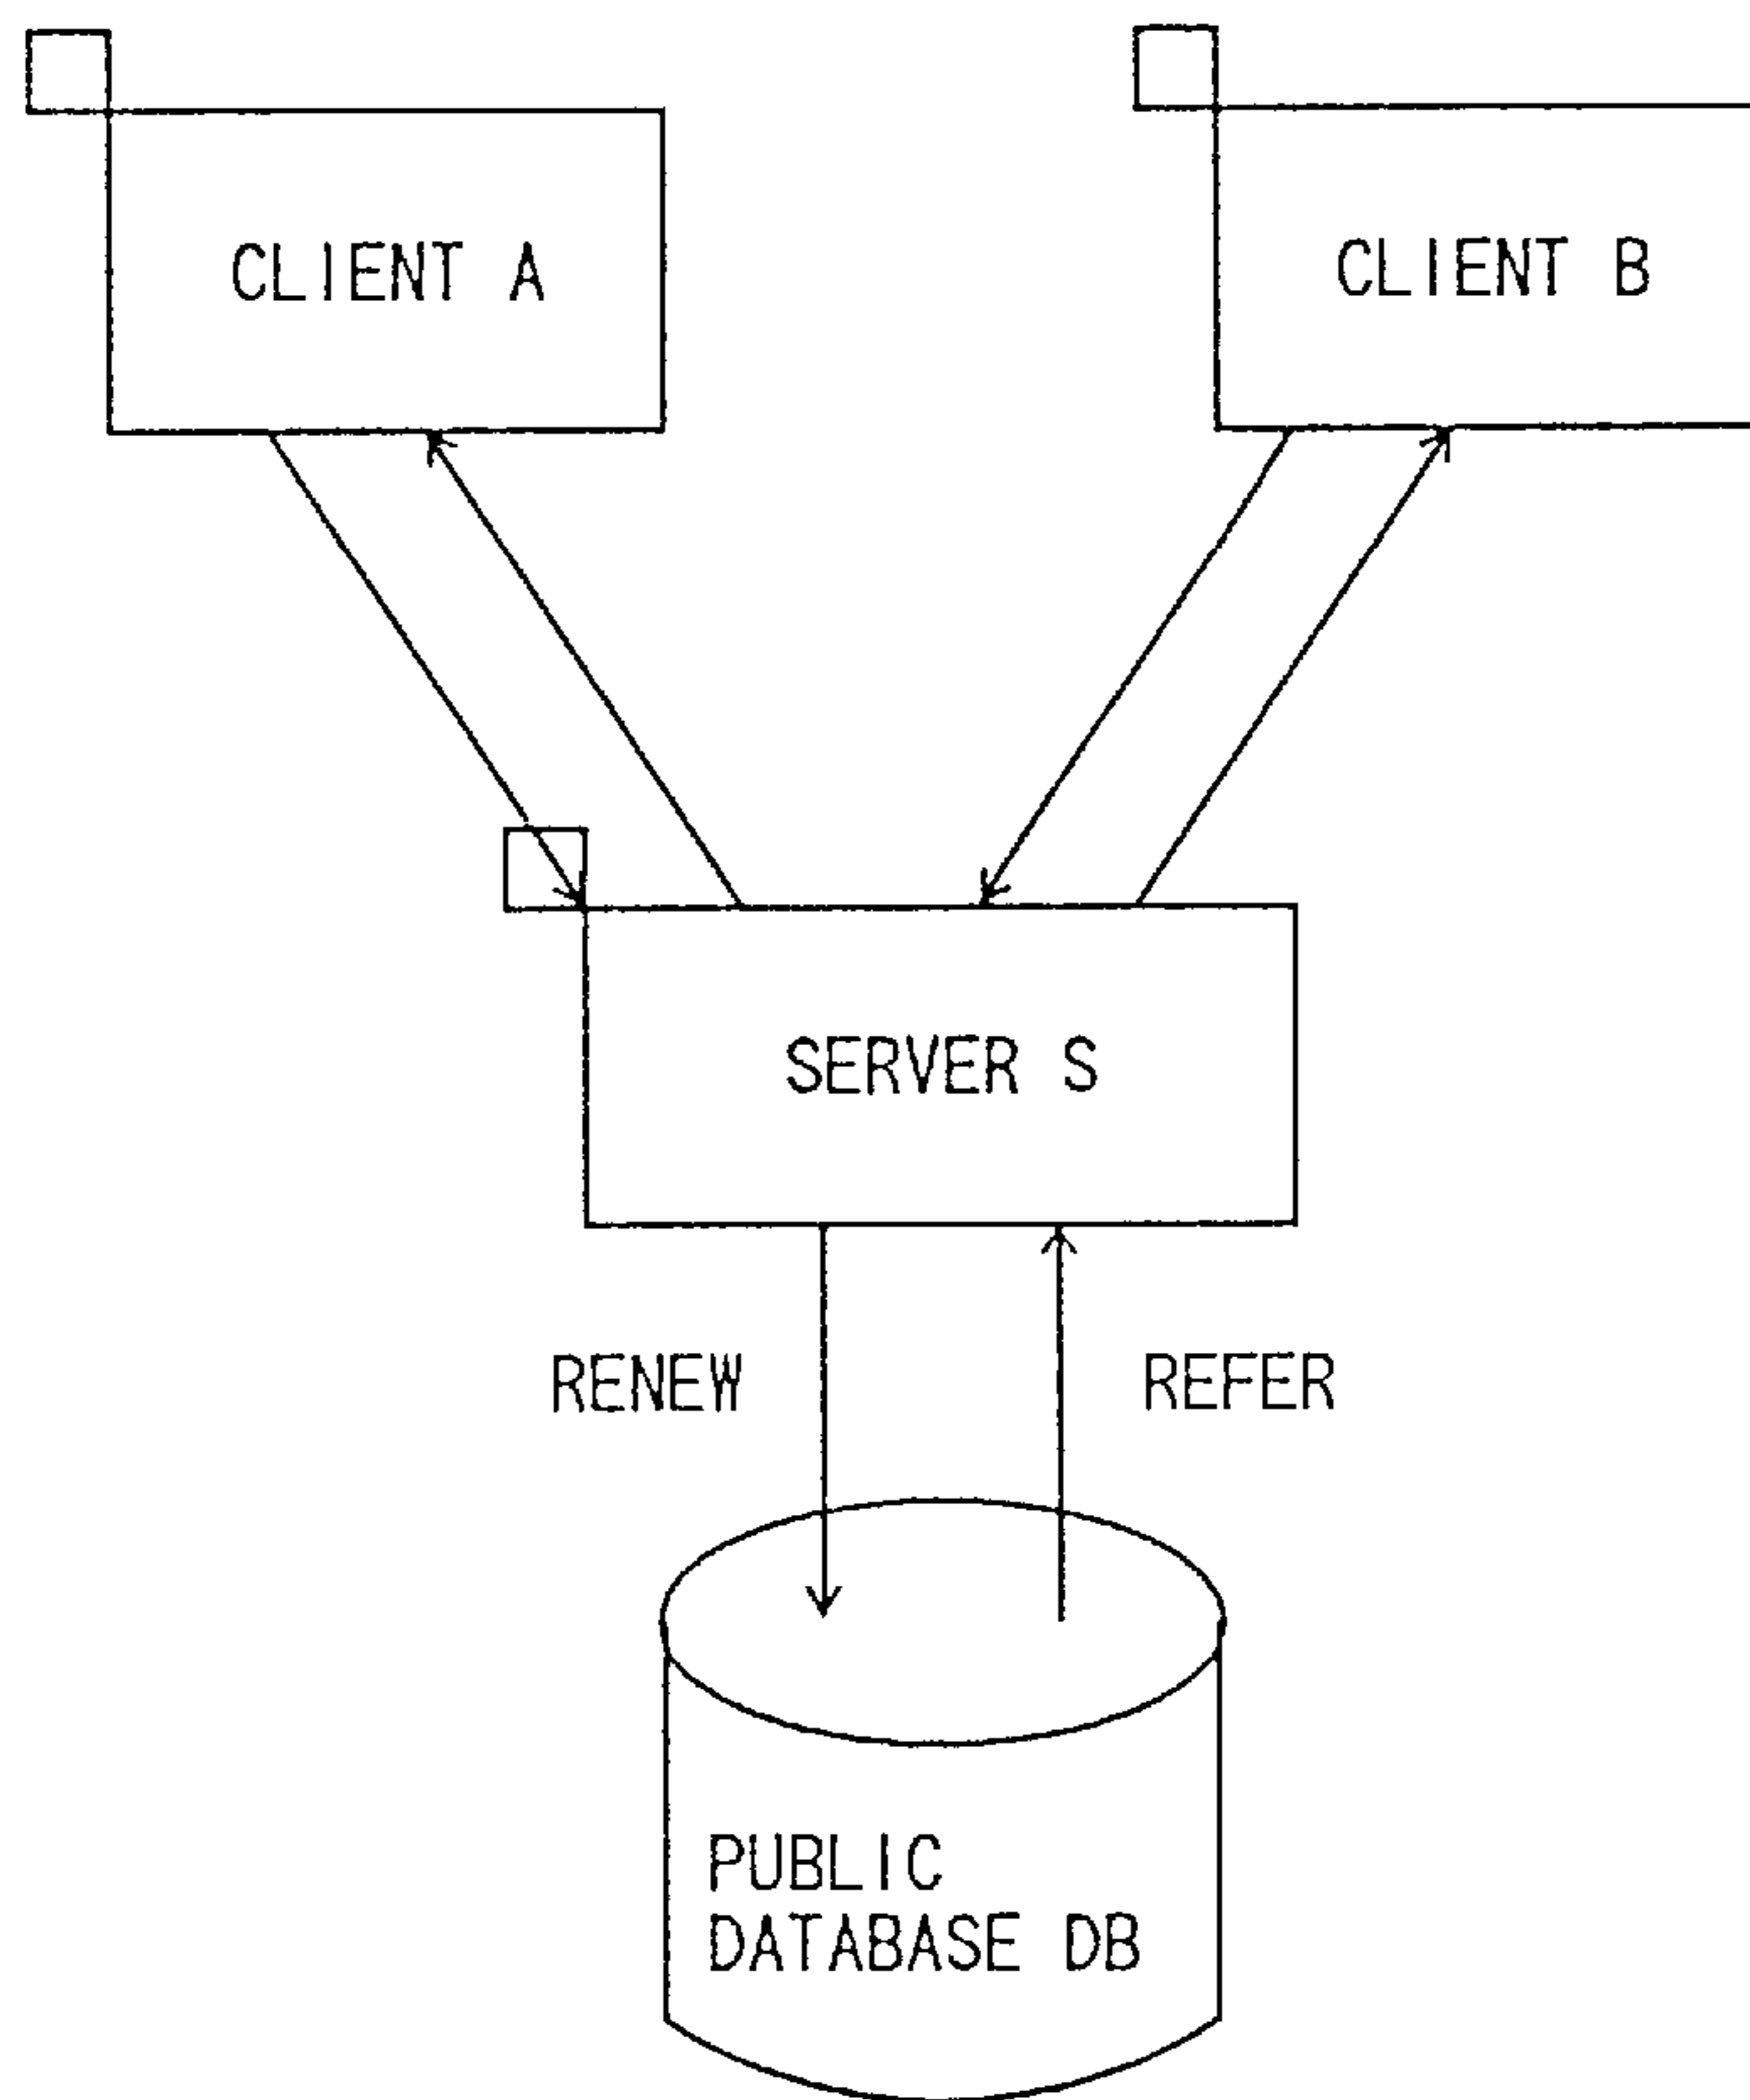 CLIENT A
CLIENT B
SERVER S
RENEW
REFER
PUBLIC
DATABASE DB